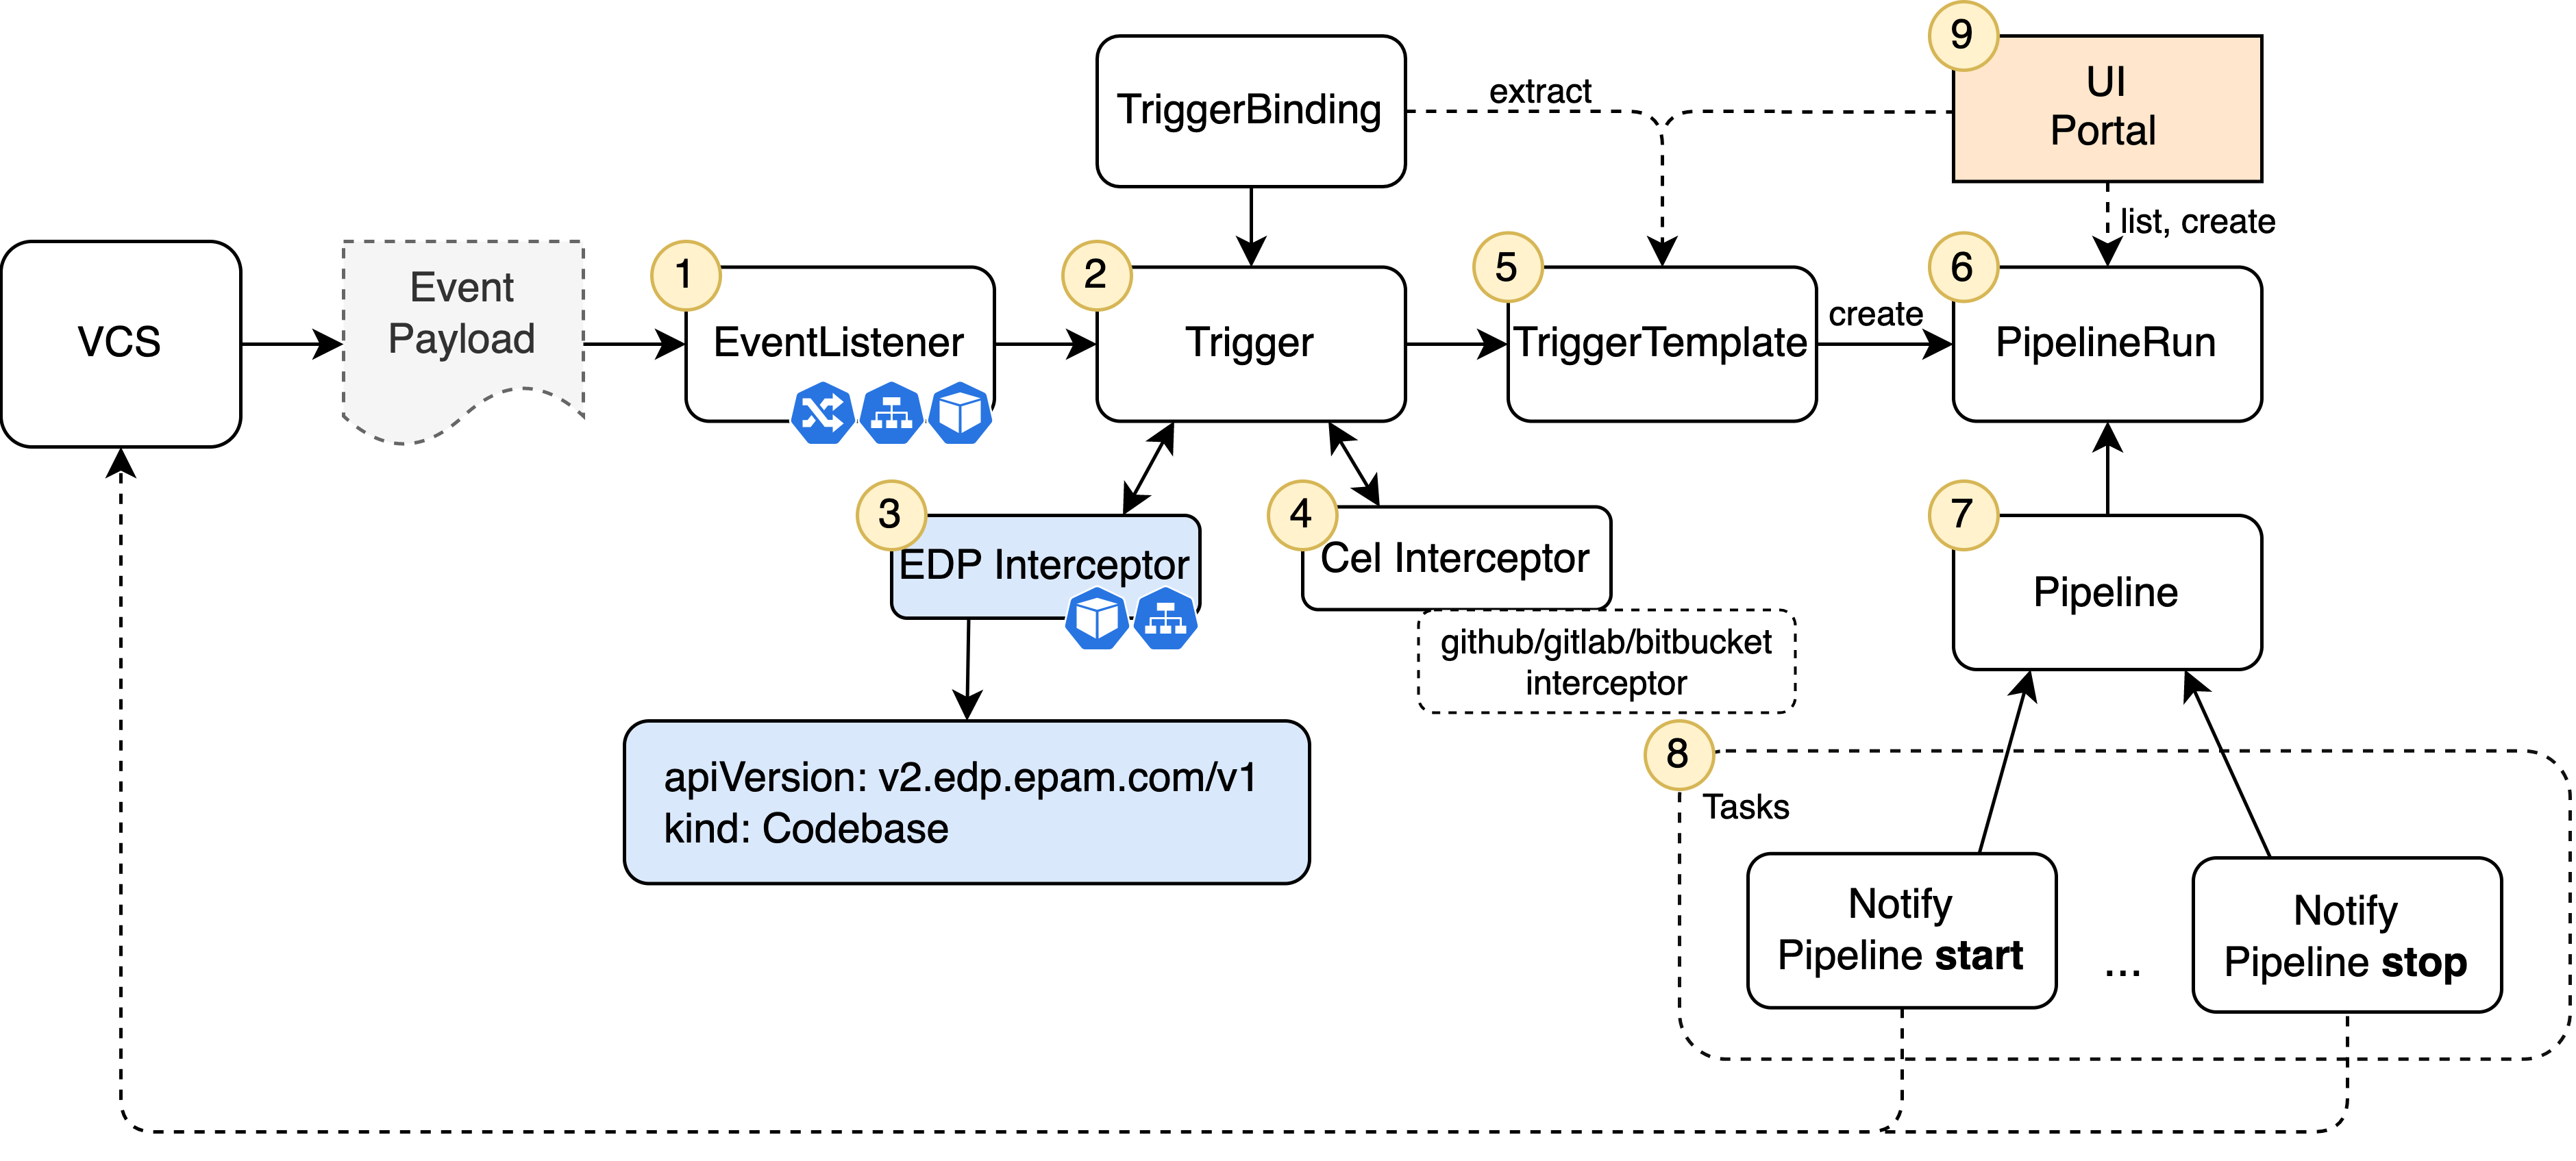 9
UI
Portal
TriggerBinding
extract
list, create
VCS
Event
Payload
1
EventListener
2
Trigger
5
TriggerTemplate
create
6
PipelineRun
3
EDP Interceptor
4
Cel Interceptor
github/gitlab/bitbucket
interceptor
7
Pipeline
apiVersion: v2.edp.epam.com/v1
kind: Codebase
8
Tasks
Notify
Pipeline start
...
Notify
Pipeline stop